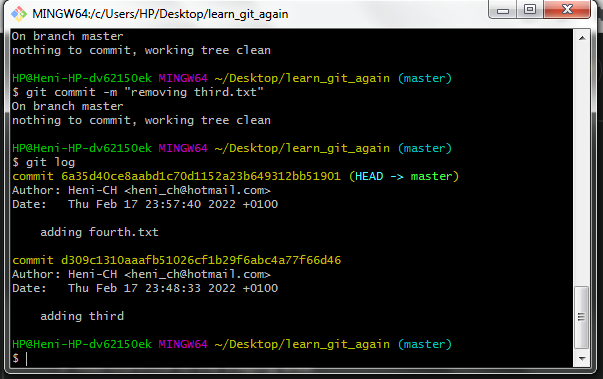 MINGW64:/c/Users/HP/Desktop/learn_git_again
On branch master
nothing to commit, working tree clean
HP@Heni-HP-dv6215Oek MINGW64 ~/Desktop/learn_git_again (master)
$ git commit -m "removing third.txt"
On branch master
nothing to commit, working tree clean
HP@Heni-HP-dv6215Oek MINGW64 ~/Desktop/learn_git_again (master)
$ git log
commit 6a35d40ce8aabd1c70d1152a23b649312bb51901 (HEAD -> master)
Author: Heni-CH <heni_ch@hotmail.com>
Date:   Thu Feb 17 23:57:40 2022 +0100
    adding fourth.txt
commit d309c1310aaafb51026cf1b29f6abc4a77f66d46
Author: Heni-CH <heni_ch@hotmail.com>
Date:   Thu Feb 17 23:48:33 2022 +0100
    adding third
HP@Heni-HP-dv6215Oek MINGW64 ~/Desktop/learn_git_again (master)
$